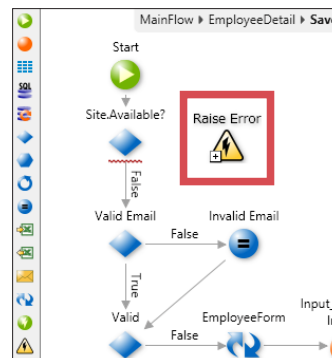 MainFlow ▸ EmployeeDetail ▸ Save
Start
SQL
Site.Available?
Raise Error
False
Valid Email
Invalid Email
False
True
Valid
EmployeeForm
Input_
False